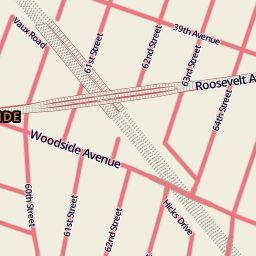 Vaux Road
39th Avenue
61st Street
62nd Street
63rd Street
Roosevelt A
IDE
64th Street
Woodside Avenue
60th Street
61st Street
62nd Street
Hicks Drive